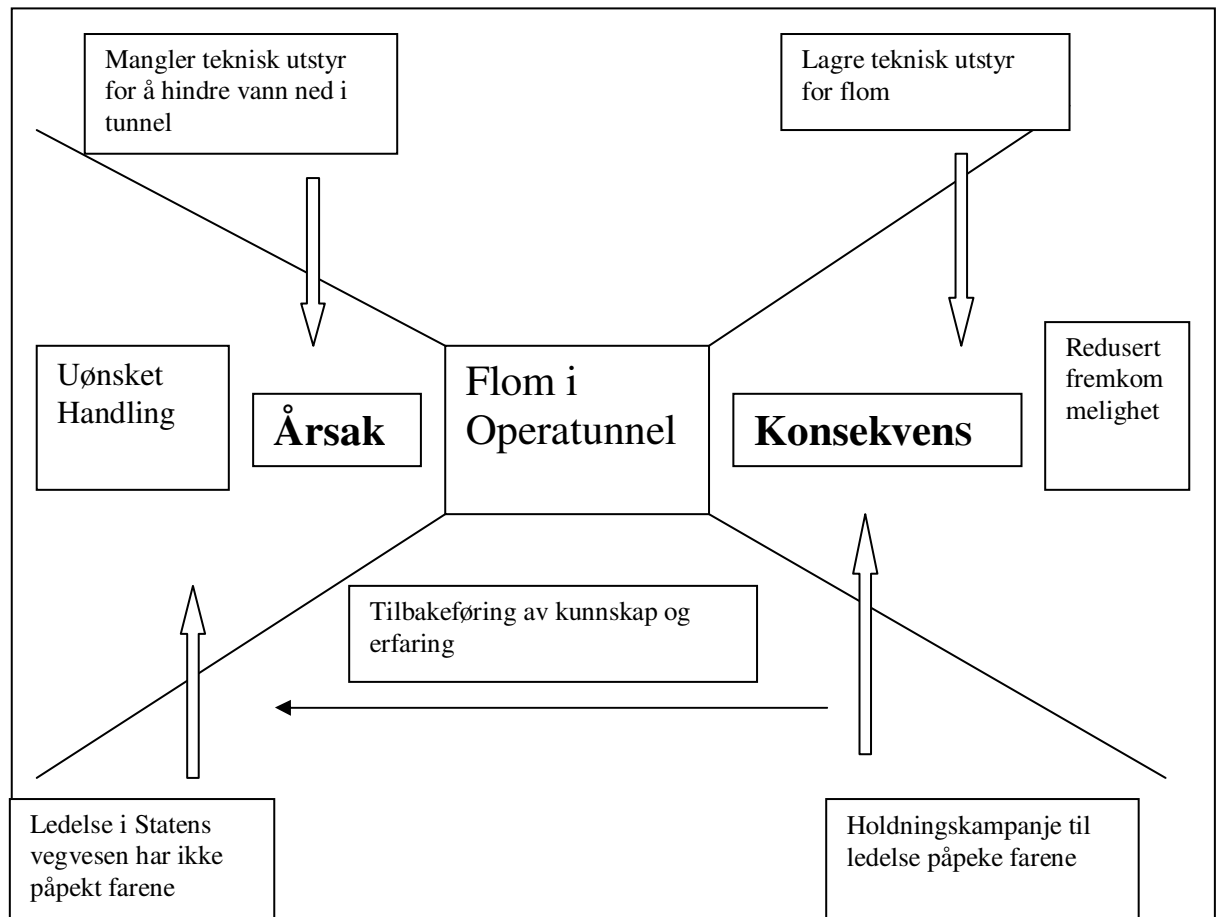 Mangler teknisk utstyr
for å hindre vann ned i
tunnel
Lagre teknisk utstyr
for flom
Uønsket
Handling
Årsak
Flom i
Operatunnel
Konsekvens
Redusert
fremkom
melighet
Tilbakeføring av kunnskap og
erfaring
Ledelse i Statens
vegvesen har ikke
påpekt farene
Holdningskampanje til
ledelse påpeke farene